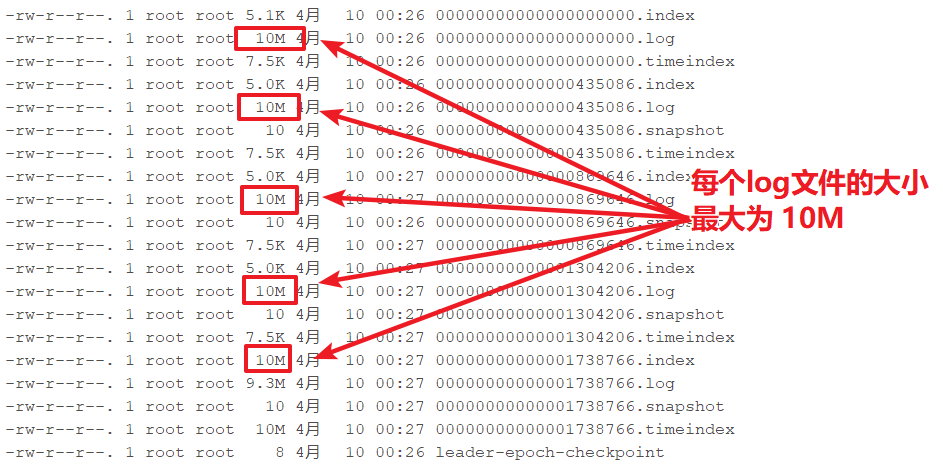 -rw-r--r--. 1 root root 5.1K 4月 10 00:26 00000000000000000000.index
-rw-r--r--. 1 root root 10M 4月 10 00:26 00000000000000000000.log
-rw-r--r--. 1 root root 7.5K 4月 10 00:26 00000000000000000000.timeindex
-rw-r--r--. 1 root root 5.0K 4月 10 00:26 00000000000000435086.index
-rw-r--r--. 1 root root 10M 4月 10 00:26 00000000000000435086.log
-rw-r--r--. 1 root root 10 4月 10 00:26 00000000000000435086.snapshot
-rw-r--r--. 1 root root 7.5K 4月 10 00:26 00000000000000435086.timeindex
-rw-r--r--. 1 root root 5.0K 4月 10 00:27 00000000000000869646.index
-rw-r--r--. 1 root root 10M 4月 10 00:27 00000000000000869646.log
-rw-r--r--. 1 root root 10 4月 10 00:26 00000000000000869646.snapshot
-rw-r--r--. 1 root root 7.5K 4月 10 00:27 00000000000000869646.timeindex
-rw-r--r--. 1 root root 5.0K 4月 10 00:27 00000000000001304206.index
-rw-r--r--. 1 root root 10M 4月 10 00:27 00000000000001304206.log
-rw-r--r--. 1 root root 10 4月 10 00:27 00000000000001304206.snapshot
-rw-r--r--. 1 root root 7.5K 4月 10 00:27 00000000000001304206.timeindex
-rw-r--r--. 1 root root 10M 4月 10 00:27 00000000000001738766.index
-rw-r--r--. 1 root root 9.3M 4月 10 00:27 00000000000001738766.log
-rw-r--r--. 1 root root 10 4月 10 00:27 00000000000001738766.snapshot
-rw-r--r--. 1 root root 10M 4月 10 00:27 00000000000001738766.timeindex
-rw-r--r--. 1 root root 8 4月 10 00:26 leader-epoch-checkpoint
每个log文件的大小
最大为 10M